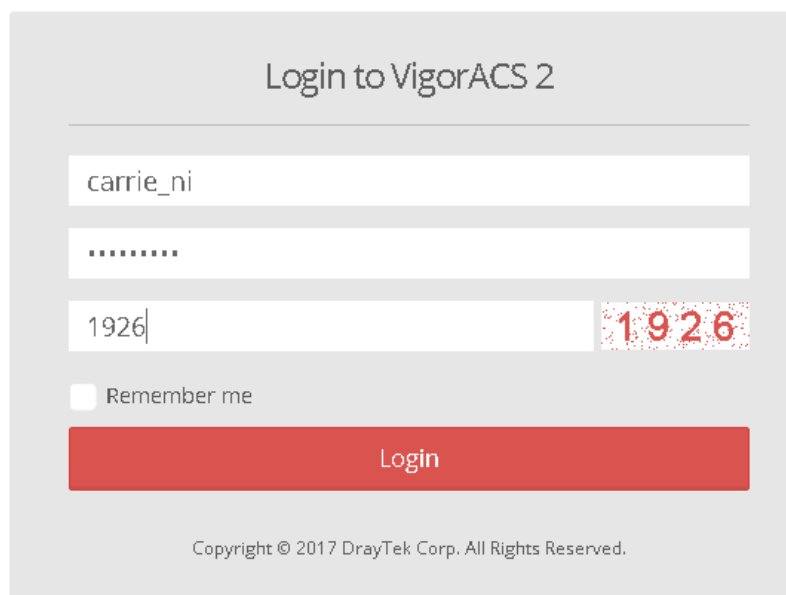 Login to VigorACS 2
carrie_ni
•••••••••
1926 1926
Remember me
Login
Copyright © 2017 DrayTek Corp. All Rights Reserved.